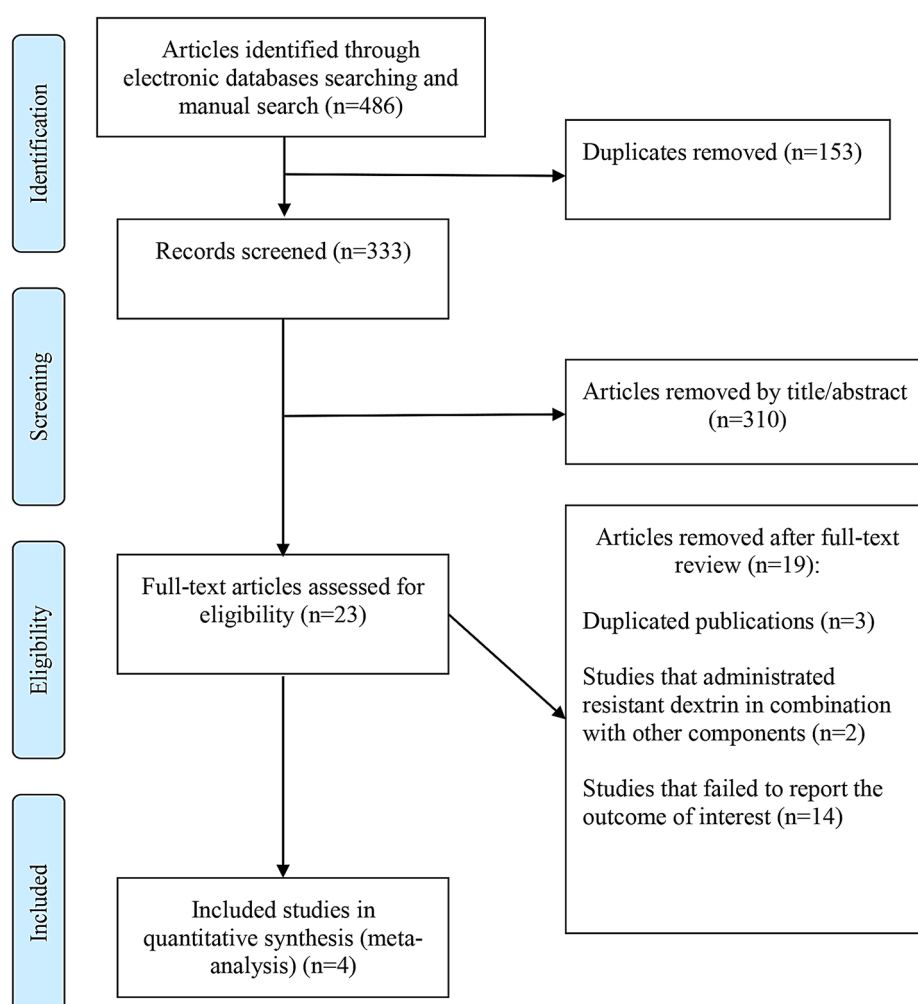 Identification
Articles identified through
electronic databases searching and
manual search (n=486)
Duplicates removed (n=153)
Records screened (n=333)
Screening
Articles removed by title/abstract
(n=310)
Eligibility
Full-text articles assessed for
eligibility (n=23)
Articles removed after full-text
review (n=19):
Duplicated publications (n=3)
Studies that administrated
resistant dextrin in combination
with other components (n=2)
Studies that failed to report the
outcome of interest (n=14)
Included
Included studies in
quantitative synthesis (meta-
analysis) (n=4)